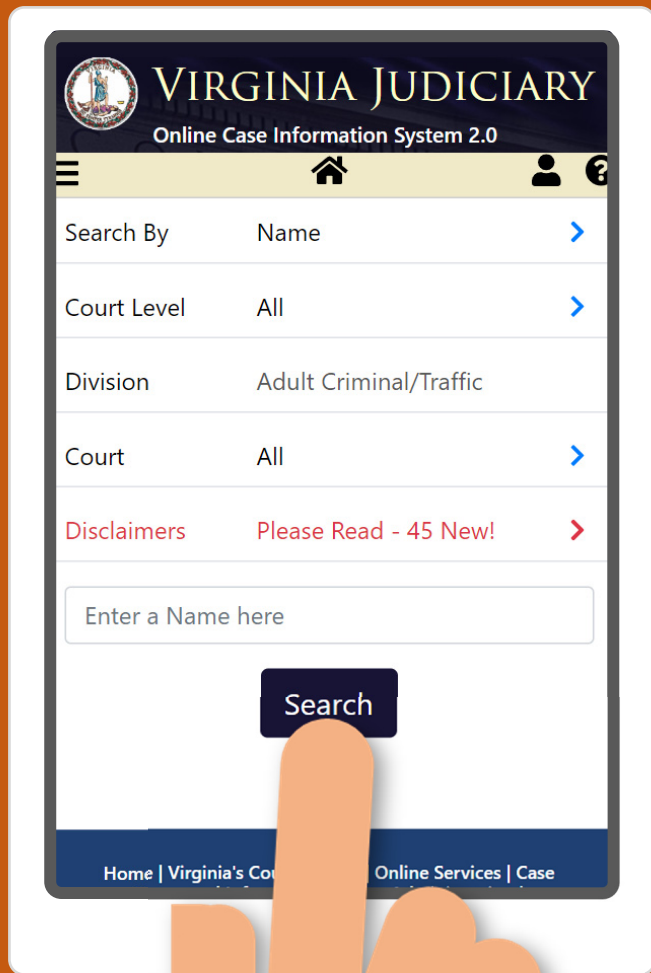 VIRGINIA JUDICIARY
Online Case Information System 2.0
Search By Name
Court Level All
Division Adult Criminal/Traffic
Court All
Disclaimers Please Read - 45 New!
Enter a Name here
Search
Home | Virginia's Online Services | Case